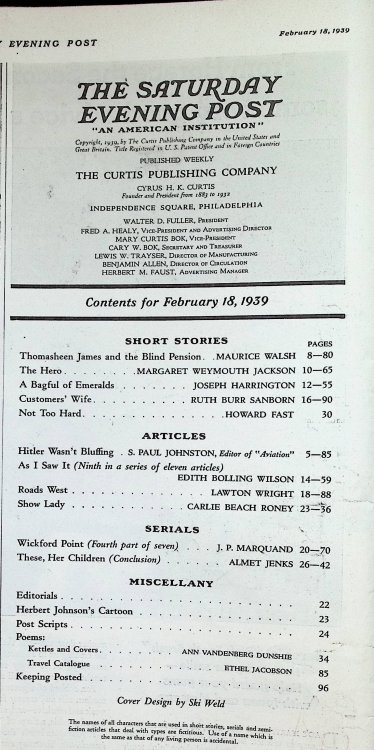 EVENING POST
February 18, 1939
THE SATURDAY
EVENING POST
"AN AMERICAN INSTITUTION"
Copyright, 1939, by The Curtis Publishing Company in the United States and
Great Britain. Title Registered in U. S. Patent Office and in Foreign Countries
PUBLISHED WEEKLY
THE CURTIS PUBLISHING COMPANY
CYRUS H. K. CURTIS
Founder and President from 1883 to 1932
INDEPENDENCE SQUARE, PHILADELPHIA
WALTER D. FULLER, PRESIDENT
FRED A. HEALY, VICE-PRESIDENT AND ADVERTISING DIRECTOR
MARY CURTIS BOK, VICE-PRESIDENT
CARY W. BOK, SECRETARY AND TREASURER
LEWIS W. TRAYSER, DIRECTOR OF MANUFACTURING
BENJAMIN ALLEN, DIRECTOR OF CIRCULATION
HERBERT M. FAUST, ADVERTISING MANAGER
Contents for February 18, 1939
SHORT STORIES
PAGES
Thomasheen James and the Blind Pension . . MAURICE WALSH 8—80
The Hero . . . . . . . . . MARGARET WEYMOUTH JACKSON 10—65
A Bagful of Emeralds . . . . . . . . JOSEPH HARRINGTON 12—55
Customers' Wife . . . . . . . . . . RUTH BURR SANBORN 16—90
Not Too Hard . . . . . . . . . . . . . . . HOWARD FAST 30
ARTICLES
Hitler Wasn't Bluffing . S. PAUL JOHNSTON, Editor of "Aviation" 5—85
As I Saw It (Ninth in a series of eleven articles)
EDITH BOLLING WILSON 14—59
Roads West . . . . . . . . . . . . . . LAWTON WRIGHT 18—88
Show Lady . . . . . . . . . . . . CARLIE BEACH RONEY 23—36
SERIALS
Wickford Point (Fourth part of seven) . . . . J. P. MARQUAND 20—70
These, Her Children (Conclusion) . . . . . . ALMET JENKS 26—42
MISCELLANY
Editorials . . . . . . . . . . . . . . . . . . . . 22
Herbert Johnson's Cartoon . . . . . . . . . . . . . 23
Post Scripts . . . . . . . . . . . . . . . . . . . 24
Poems:
Kettles and Covers . . . . . . . ANN VANDENBERG DUNSHIE 34
Travel Catalogue . . . . . . . . . . . ETHEL JACOBSON 85
Keeping Posted . . . . . . . . . . . . . . . . . . 96
Cover Design by Ski Weld
The names of all characters that are used in short stories, serials and semi-
fiction articles that deal with types are fictitious. Use of a name which is
the same as that of any living person is accidental.